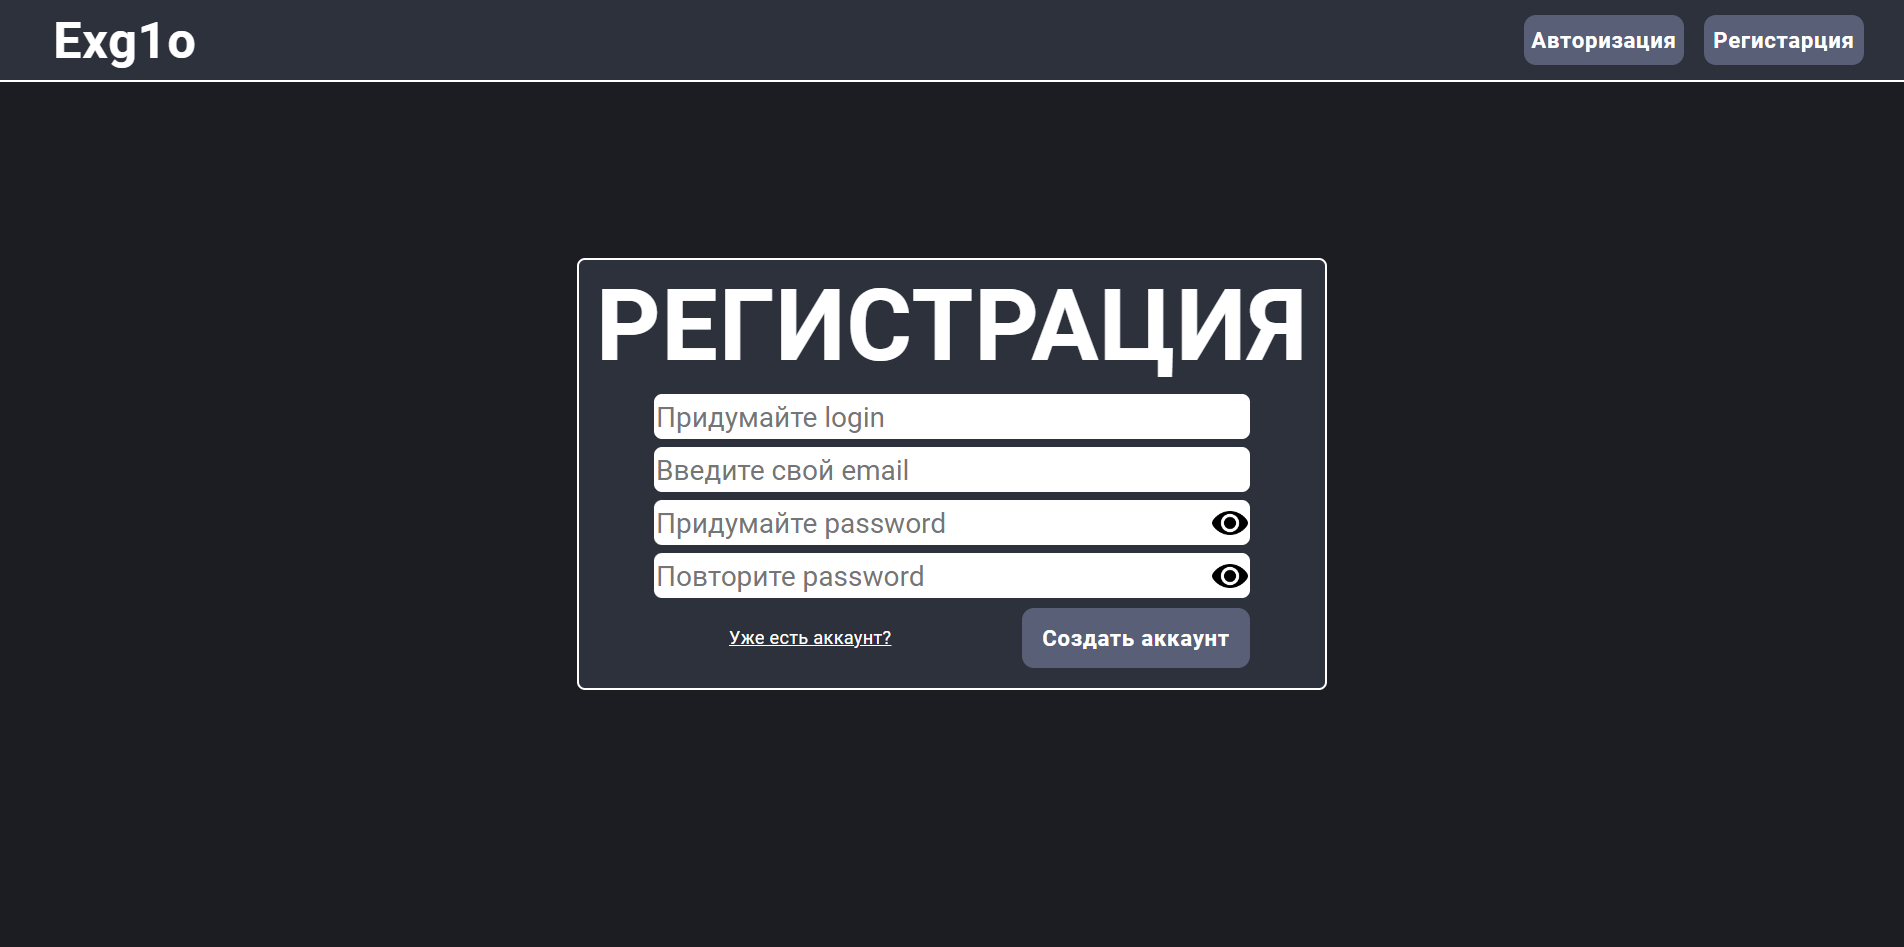 Exg1o
Авторизация
Регистарция
РЕГИСТРАЦИЯ
Придумайте login
Введите свой email
Придумайте password
Повторите password
Уже есть аккаунт?
Создать аккаунт